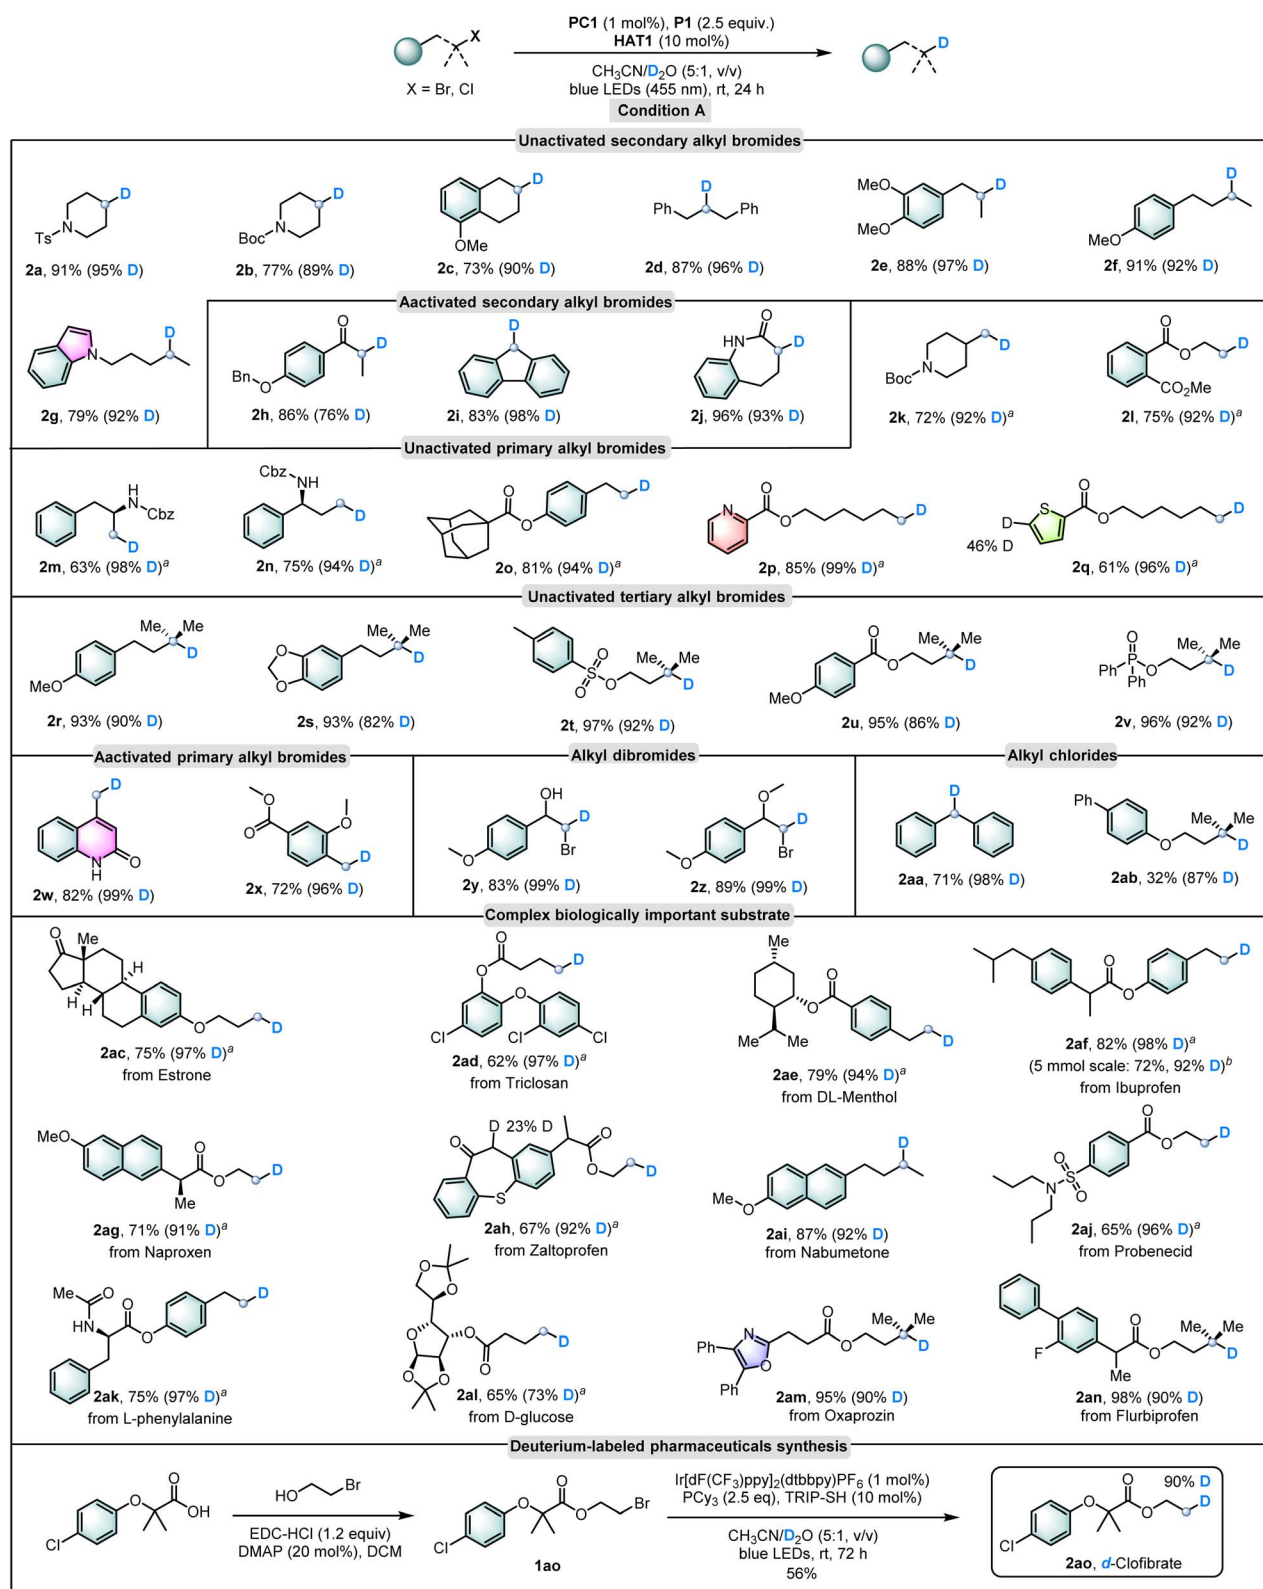 X
PC1 (1 mol%), P1 (2.5 equiv.)
HAT1 (10 mol%)
D
CH3CN/D2O (5:1, v/v)
X = Br, Cl
blue LEDs (455 nm), rt, 24 h
Condition A
Unactivated secondary alkyl bromides
D
N
Ts
2a, 91% (95% D)
D
N
Boc
2b, 77% (89% D)
D
OMe
2c, 73% (90% D)
D
Ph
Ph
2d, 87% (96% D)
MeO
MeO
D
2e, 88% (97% D)
D
MeO
2f, 91% (92% D)
D
N
2g, 79% (92% D)
Aactivated secondary alkyl bromides
O
D
BnO
2h, 86% (76% D)
D
2i, 83% (98% D)
O
HN
D
2j, 96% (93% D)
D
N
Boc
2k, 72% (92% D)a
O
O
D
CO2Me
2l, 75% (92% D)a
Unactivated primary alkyl bromides
H
N
Cbz
D
2m, 63% (98% D)a
Cbz
NH
D
2n, 75% (94% D)a
O
O
D
2o, 81% (94% D)a
N
O
O
D
2p, 85% (99% D)a
O
S
O
D
D
46% D
2q, 61% (96% D)a
Unactivated tertiary alkyl bromides
Me Me
D
MeO
2r, 93% (90% D)
Me Me
O
O
D
2s, 93% (82% D)
O
S
O
O
Me Me
D
2t, 97% (92% D)
O
O
Me Me
D
MeO
2u, 95% (86% D)
O
Ph
P
O
Ph
Me Me
D
2v, 96% (92% D)
Aactivated primary alkyl bromides
D
N
H
O
2w, 82% (99% D)
O
O
O
D
2x, 72% (96% D)
Alkyl dibromides
OH
D
Br
O
2y, 83% (99% D)
O
D
Br
O
2z, 89% (99% D)
Alkyl chlorides
D
2aa, 71% (98% D)
Ph
O
Me Me
D
2ab, 32% (87% D)
Complex biologically important substrate
O
Me
H
H
H
O
D
2ac, 75% (97% D)a
from Estrone
O
O
D
O
Cl
Cl
Cl
2ad, 62% (97% D)a
from Triclosan
Me
O
O
Me
Me
D
2ae, 79% (94% D)a
from DL-Menthol
O
O
D
2af, 82% (98% D)a
(5 mmol scale: 72%, 92% D)b
from Ibuprofen
MeO
O
O
D
Me
2ag, 71% (91% D)a
from Naproxen
D 23% D
O
O
O
D
S
2ah, 67% (92% D)a
from Zaltoprofen
D
MeO
2ai, 87% (92% D)
from Nabumetone
O
O
D
O
S
O
N
2aj, 65% (96% D)a
from Probenecid
Me
O
HN
O
O
D
2ak, 75% (97% D)a
from L-phenylalanine
O
O
O
O
O
D
O
O
2al, 65% (73% D)a
from D-glucose
Ph
N
O
Ph
O
O
Me Me
D
2am, 95% (90% D)
from Oxaprozin
F
O
O
Me
Me Me
D
2an, 98% (90% D)
from Flurbiprofen
Deuterium-labeled pharmaceuticals synthesis
O
O
OH
Cl
HO
Br
EDC-HCl (1.2 equiv)
DMAP (20 mol%), DCM
O
O
O
Br
Cl
1ao
Ir[dF(CF3)ppy]2(dtbbpy)PF6 (1 mol%)
PCy3 (2.5 eq), TRIP-SH (10 mol%)
CH3CN/D2O (5:1, v/v)
blue LEDs, rt, 72 h
56%
90% D
O
O
O
D
Cl
2ao, d-Clofibrate